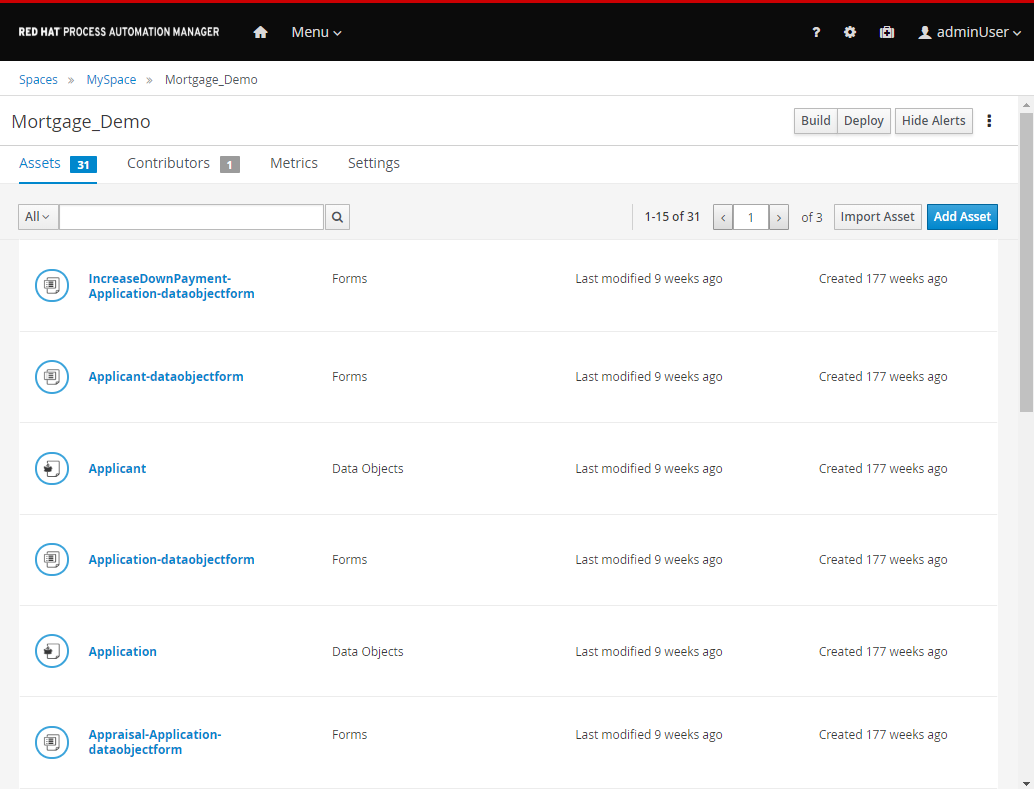 RED HAT PROCESS AUTOMATION MANAGER Menu ? adminUser
Spaces » MySpace » Mortgage_Demo
Mortgage_Demo Build Deploy Hide Alerts
Assets 31 Contributors 1 Metrics Settings
All 1-15 of 31 ‹ 1 › of 3 Import Asset Add Asset
IncreaseDownPayment-
Application-dataobjectform Forms Last modified 9 weeks ago Created 177 weeks ago
Applicant-dataobjectform Forms Last modified 9 weeks ago Created 177 weeks ago
Applicant Data Objects Last modified 9 weeks ago Created 177 weeks ago
Application-dataobjectform Forms Last modified 9 weeks ago Created 177 weeks ago
Application Data Objects Last modified 9 weeks ago Created 177 weeks ago
Appraisal-Application-
dataobjectform Forms Last modified 9 weeks ago Created 177 weeks ago